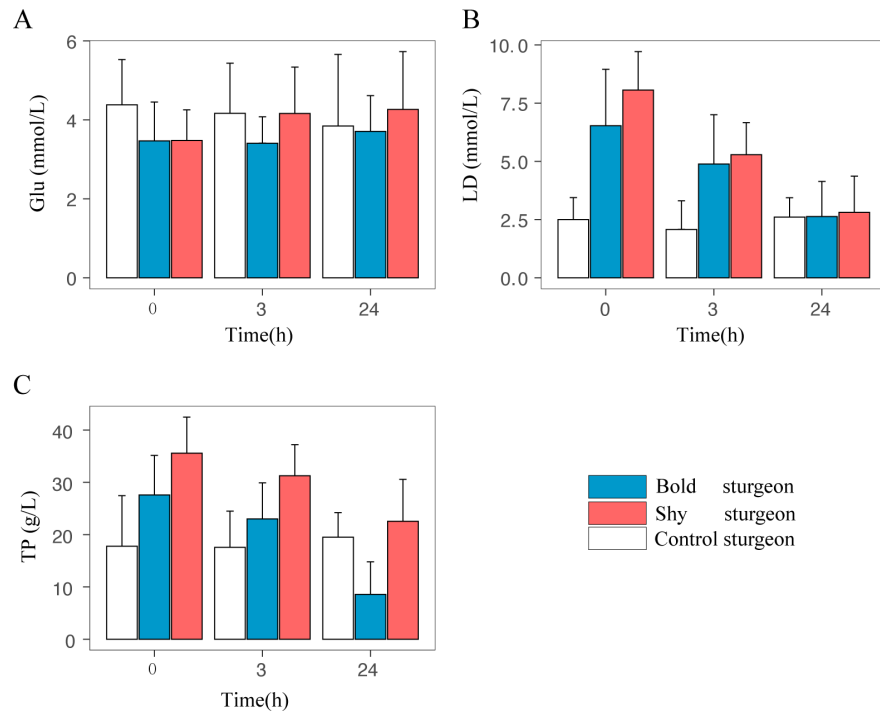 A
Glu (mmol/L)
6
4
2
0
0 3 24
Time(h)
B
LD (mmol/L)
10.0
7.5
5.0
2.5
0.0
0 3 24
Time(h)
C
TP (g/L)
40
30
20
10
0
0 3 24
Time(h)
Bold sturgeon
Shy sturgeon
Control sturgeon